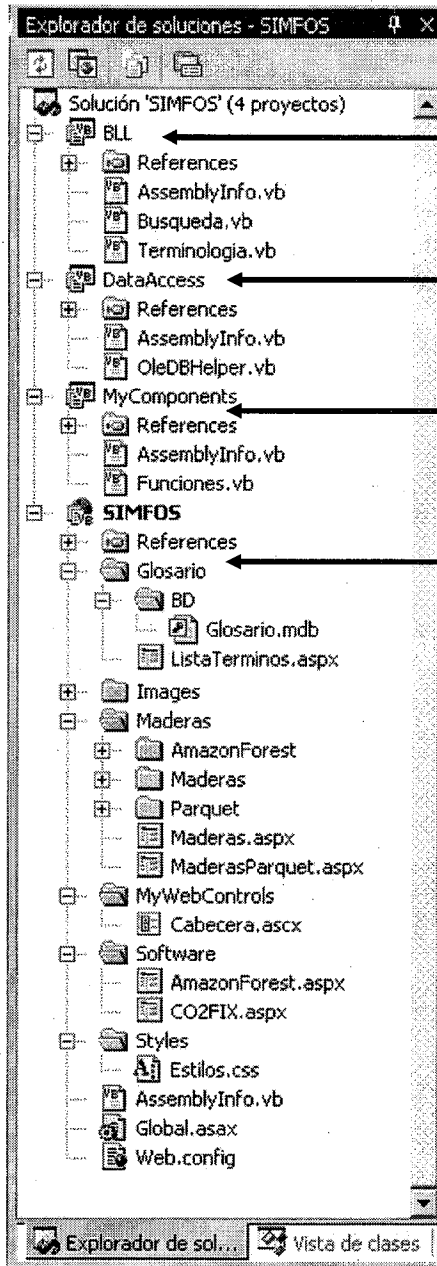 Explorador de soluciones - SIMFOS
Solución 'SIMFOS' (4 proyectos)
BLL
References
AssemblyInfo.vb
Busqueda.vb
Terminologia.vb
DataAccess
References
AssemblyInfo.vb
OleDBHelper.vb
MyComponents
References
AssemblyInfo.vb
Funciones.vb
SIMFOS
References
Glosario
BD
Glosario.mdb
ListaTerminos.aspx
Images
Maderas
AmazonForest
Maderas
Parquet
Maderas.aspx
MaderasParquet.aspx
MyWebControls
Cabecera.ascx
Software
AmazonForest.aspx
CO2FIX.aspx
Styles
Estilos.css
AssemblyInfo.vb
Global.asax
Web.config
Explorador de sol... Vista de clases